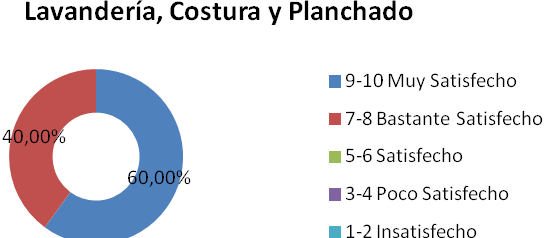 Lavandería, Costura y Planchado
9-10 Muy Satisfecho
7-8 Bastante Satisfecho
40,00%
5-6 Satisfecho
60,00%
3-4 Poco Satisfecho
1-2 Insatisfecho